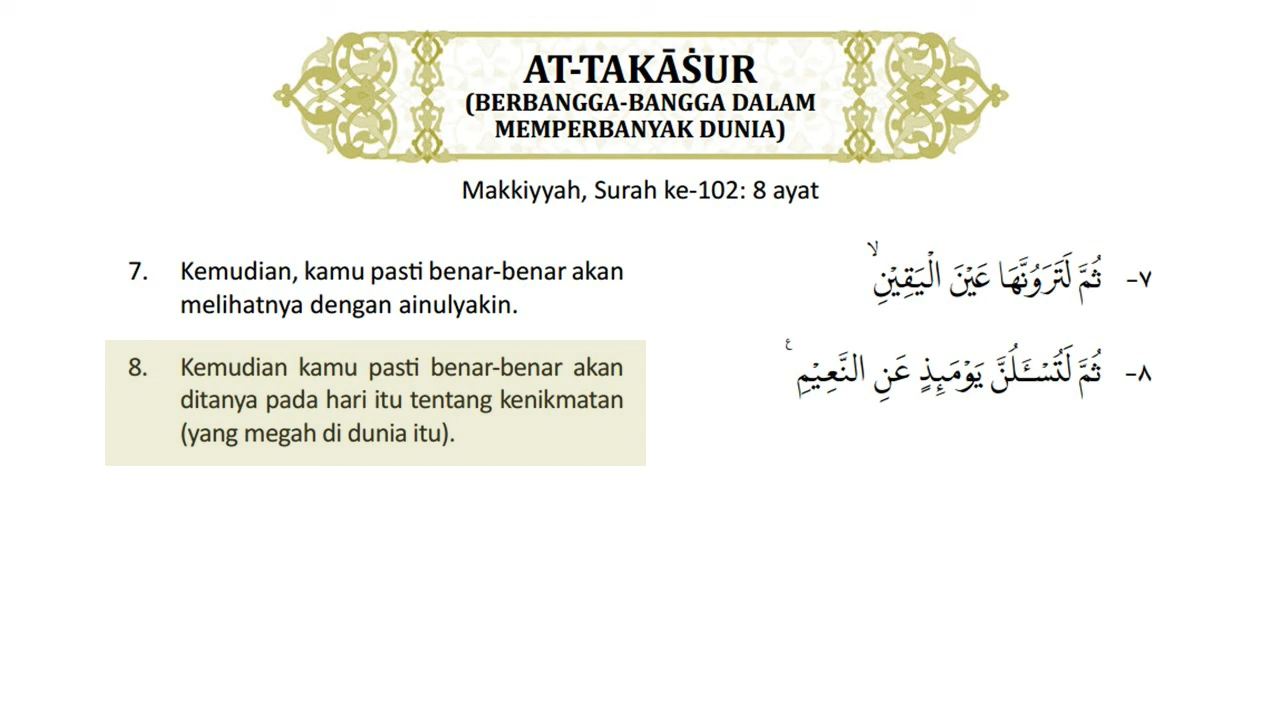 AT-TAKĀṠUR
(BERBANGGA-BANGGA DALAM
MEMPERBANYAK DUNIA)
Makkiyyah, Surah ke-102: 8 ayat
7. Kemudian, kamu pasti benar-benar akan
melihatnya dengan ainulyakin.
٧- ثُمَّ لَتَرَوُنَّهَا عَيْنَ الْيَقِيْنِۙ
8. Kemudian kamu pasti benar-benar akan
ditanya pada hari itu tentang kenikmatan
(yang megah di dunia itu).
٨- ثُمَّ لَتُسْـَٔلُنَّ يَوْمَىِٕذٍ عَنِ النَّعِيْمِ ࣖ